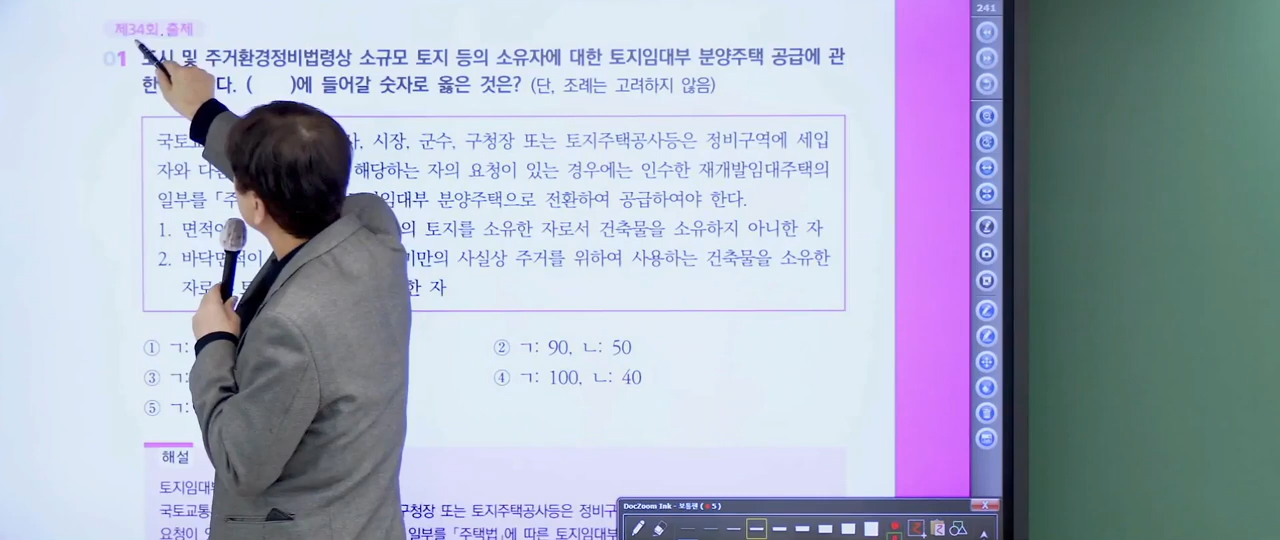 241
제34회 출제
01 도시 및 주거환경정비법령상 소규모 토지 등의 소유자에 대한 토지임대부 분양주택 공급에 관
한 다. ( )에 들어갈 숫자로 옳은 것은? (단, 조례는 고려하지 않음)
국토 시장, 군수, 구청장 또는 토지주택공사등은 정비구역에 세입
자와 해당하는 자의 요청이 있는 경우에는 인수한 재개발임대주택의
일부를 「주 분양주택으로 전환하여 공급하여야 한다.
1. 면적이 의 토지를 소유한 자로서 건축물을 소유하지 아니한 자
2. 바닥면적이 미만의 사실상 주거를 위하여 사용하는 건축물을 소유한
자로 한 자
① ㄱ:
② ㄱ: 90, ㄴ: 50
③ ㄱ:
④ ㄱ: 100, ㄴ: 40
⑤ ㄱ:
해설
토지임대부
국토교통 구청장 또는 토지주택공사등은 정비구
요청이 일부를 「주택법」에 따른 토지임대부
DocZoom Ink - 보통펜 ( 5)